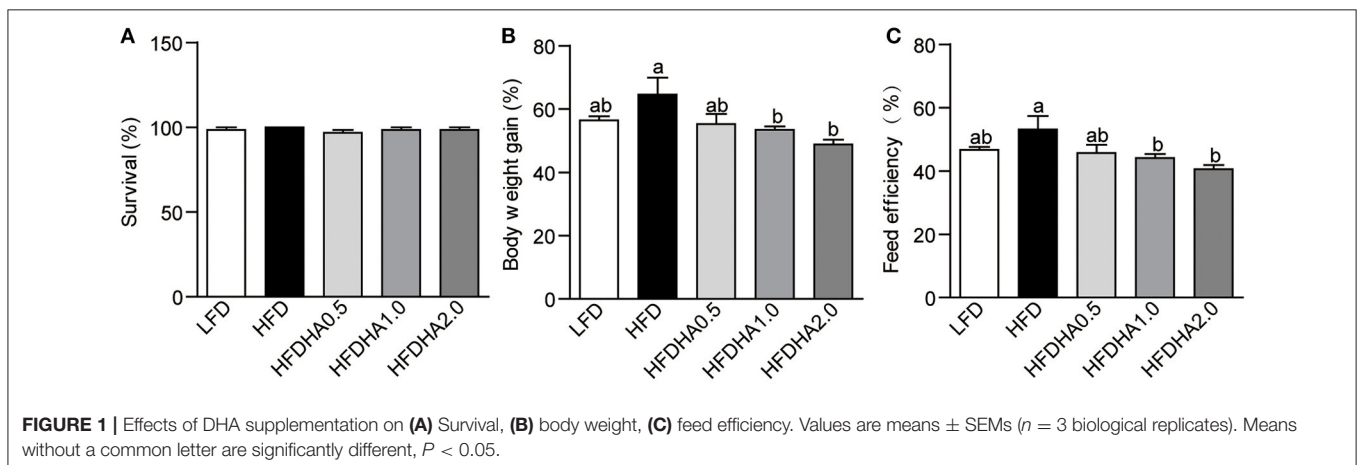 A
150
100
50
0
Survival (%)
LFD
HFD
HFDHA0.5
HFDHA1.0
HFDHA2.0
B
80
60
40
20
0
Body weight gain (%)
ab
a
ab
b
b
LFD
HFD
HFDHA0.5
HFDHA1.0
HFDHA2.0
C
80
60
40
20
0
Feed efficiency (%)
ab
a
ab
b
b
LFD
HFD
HFDHA0.5
HFDHA1.0
HFDHA2.0
FIGURE 1 | Effects of DHA supplementation on (A) Survival, (B) body weight, (C) feed efficiency. Values are means ± SEMs (n = 3 biological replicates). Means
without a common letter are significantly different, P < 0.05.